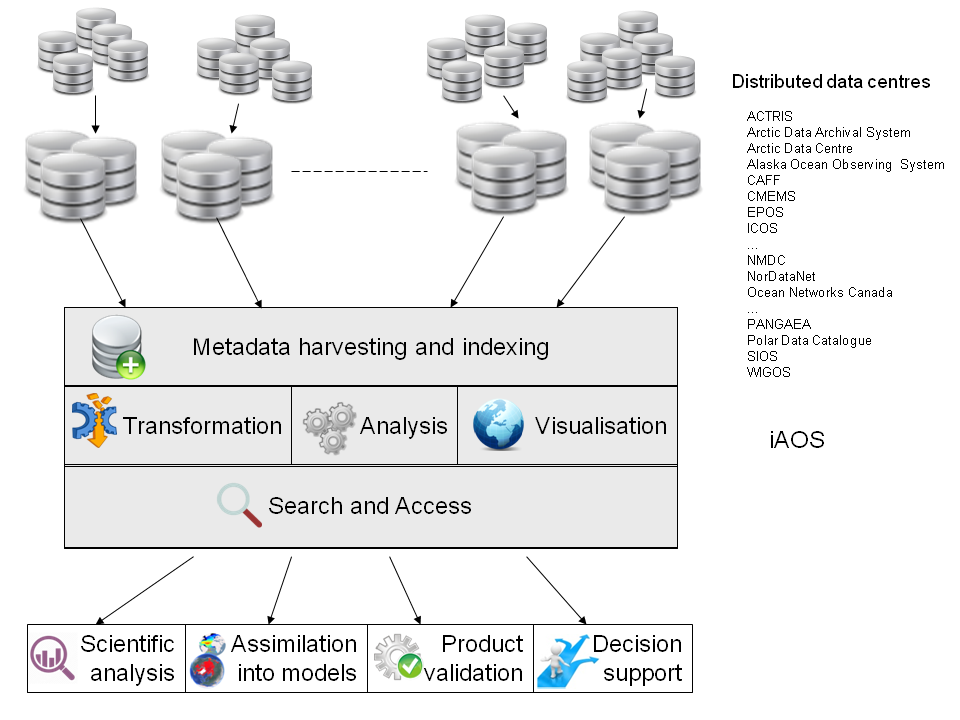 Distributed data centres
ACTRIS
Arctic Data Archival System
Arctic Data Centre
Alaska Ocean Observing System
CAFF
CMEMS
EPOS
ICOS
...
NMDC
NorDataNet
Ocean Networks Canada
...
PANGAEA
Polar Data Catalogue
SIOS
WIGOS
Metadata harvesting and indexing
Transformation
Analysis
Visualisation
iAOS
Search and Access
Scientific
analysis
Assimilation
into models
Product
validation
Decision
support